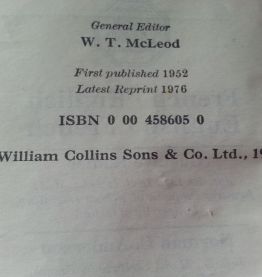 General Editor
W. T. McLeod
First published 1952
Latest Reprint 1976
ISBN 0 00 458605 0
William Collins Sons & Co. Ltd., 19